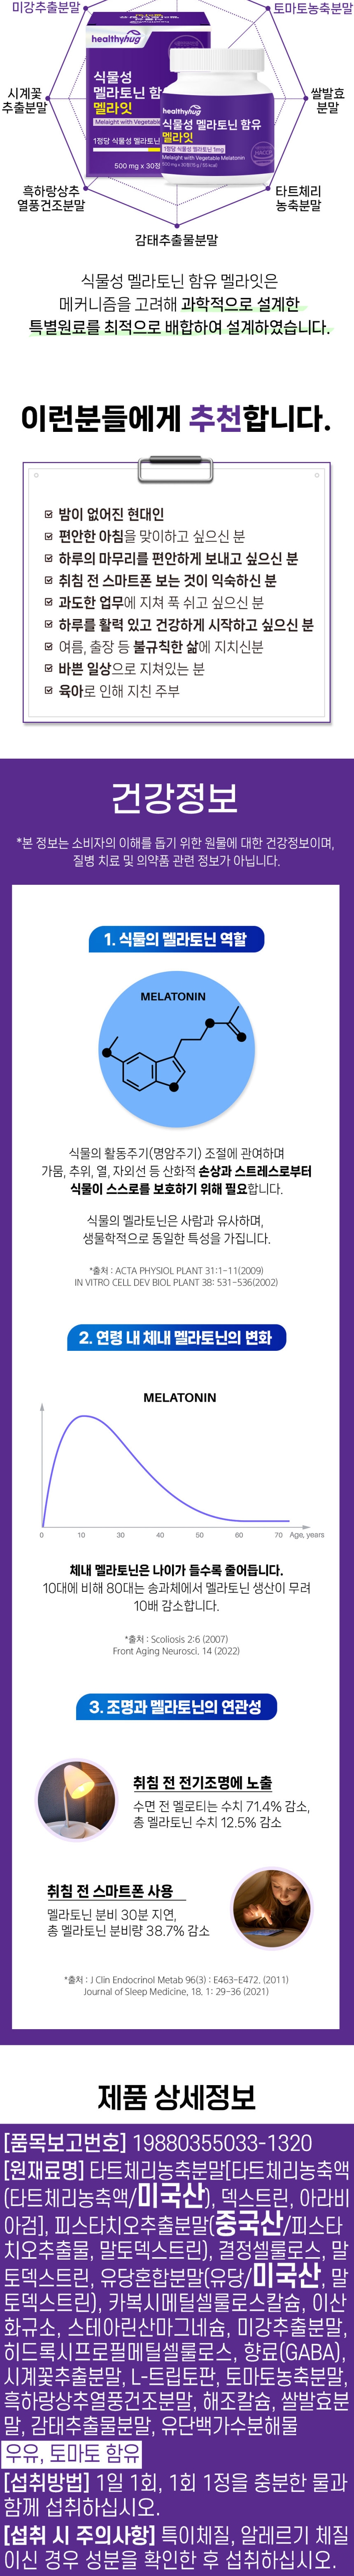 미강추출분말
토마토농축분말
healthyhug
식물성
멜라토닌 함
멜라잇
Melaight with Vegetable
1정당 식물성 멜라토닌
500 mg x 30정
healthyhug
식물성 멜라토닌 함유
멜라잇
1정당 식물성 멜라토닌 1mg
Melaight with Vegetable Melatonin
시계꽃
추출분말
쌀발효
분말
흑하랑상추
열풍건조분말
타트체리
농축분말
감태추출물분말
식물성 멜라토닌 함유 멜라잇은
메커니즘을 고려해 과학적으로 설계한
특별원료를 최적으로 배합하여 설계하였습니다.
이런분들에게 추천합니다.
밤이 없어진 현대인
편안한 아침을 맞이하고 싶으신 분
하루의 마무리를 편안하게 보내고 싶으신 분
취침 전 스마트폰 보는 것이 익숙하신 분
과도한 업무에 지쳐 푹 쉬고 싶으신 분
하루를 활력 있고 건강하게 시작하고 싶으신 분
여름, 출장 등 불규칙한 삶에 지치신분
바쁜 일상으로 지쳐있는 분
육아로 인해 지친 주부
건강정보
*본 정보는 소비자의 이해를 돕기 위한 원물에 대한 건강정보이며,
질병 치료 및 의약품 관련 정보가 아닙니다.
1. 식물의 멜라토닌 역할
MELATONIN
식물의 활동주기(명암주기) 조절에 관여하며
가뭄, 추위, 열, 자외선 등 산화적 손상과 스트레스로부터
식물이 스스로를 보호하기 위해 필요합니다.
식물의 멜라토닌은 사람과 유사하며,
생물학적으로 동일한 특성을 가집니다.
*출처 : ACTA PHYSIOL PLANT 31:1-11(2009)
IN VITRO CELL DEV BIOL PLANT 38: 531-536(2002)
2. 연령 내 체내 멜라토닌의 변화
MELATONIN
0 10 30 40 50 60 70 Age, years
체내 멜라토닌은 나이가 들수록 줄어듭니다.
10대에 비해 80대는 송과체에서 멜라토닌 생산이 무려
10배 감소합니다.
*출처 : Scoliosis 2:6 (2007)
Front Aging Neurosci. 14 (2022)
3. 조명과 멜라토닌의 연관성
취침 전 전기조명에 노출
수면 전 멜로티는 수치 71.4% 감소,
총 멜라토닌 수치 12.5% 감소
취침 전 스마트폰 사용
멜라토닌 분비 30분 지연,
총 멜라토닌 분비량 38.7% 감소
*출처 : J Clin Endocrinol Metab 96(3) : E463-E472. (2011)
Journal of Sleep Medicine, 18. 1: 29-36 (2021)
제품 상세정보
[품목보고번호] 19880355033-1320
[원재료명] 타트체리농축분말[타트체리농축액
(타트체리농축액/미국산), 덱스트린, 아라비
아검], 피스타치오추출분말(중국산/피스타
치오추출물, 말토덱스트린), 결정셀룰로스, 말
토덱스트린, 유당혼합분말(유당/미국산, 말
토덱스트린), 카복시메틸셀룰로스칼슘, 이산
화규소, 스테아린산마그네슘, 미강추출분말,
히드록시프로필메틸셀룰로스, 향료(GABA),
시계꽃추출분말, L-트립토판, 토마토농축분말,
흑하랑상추열풍건조분말, 해조칼슘, 쌀발효분
말, 감태추출물분말, 유단백가수분해물
우유, 토마토 함유
[섭취방법] 1일 1회, 1회 1정을 충분한 물과
함께 섭취하십시오.
[섭취 시 주의사항] 특이체질, 알레르기 체질
이신 경우 성분을 확인한 후 섭취하십시오.